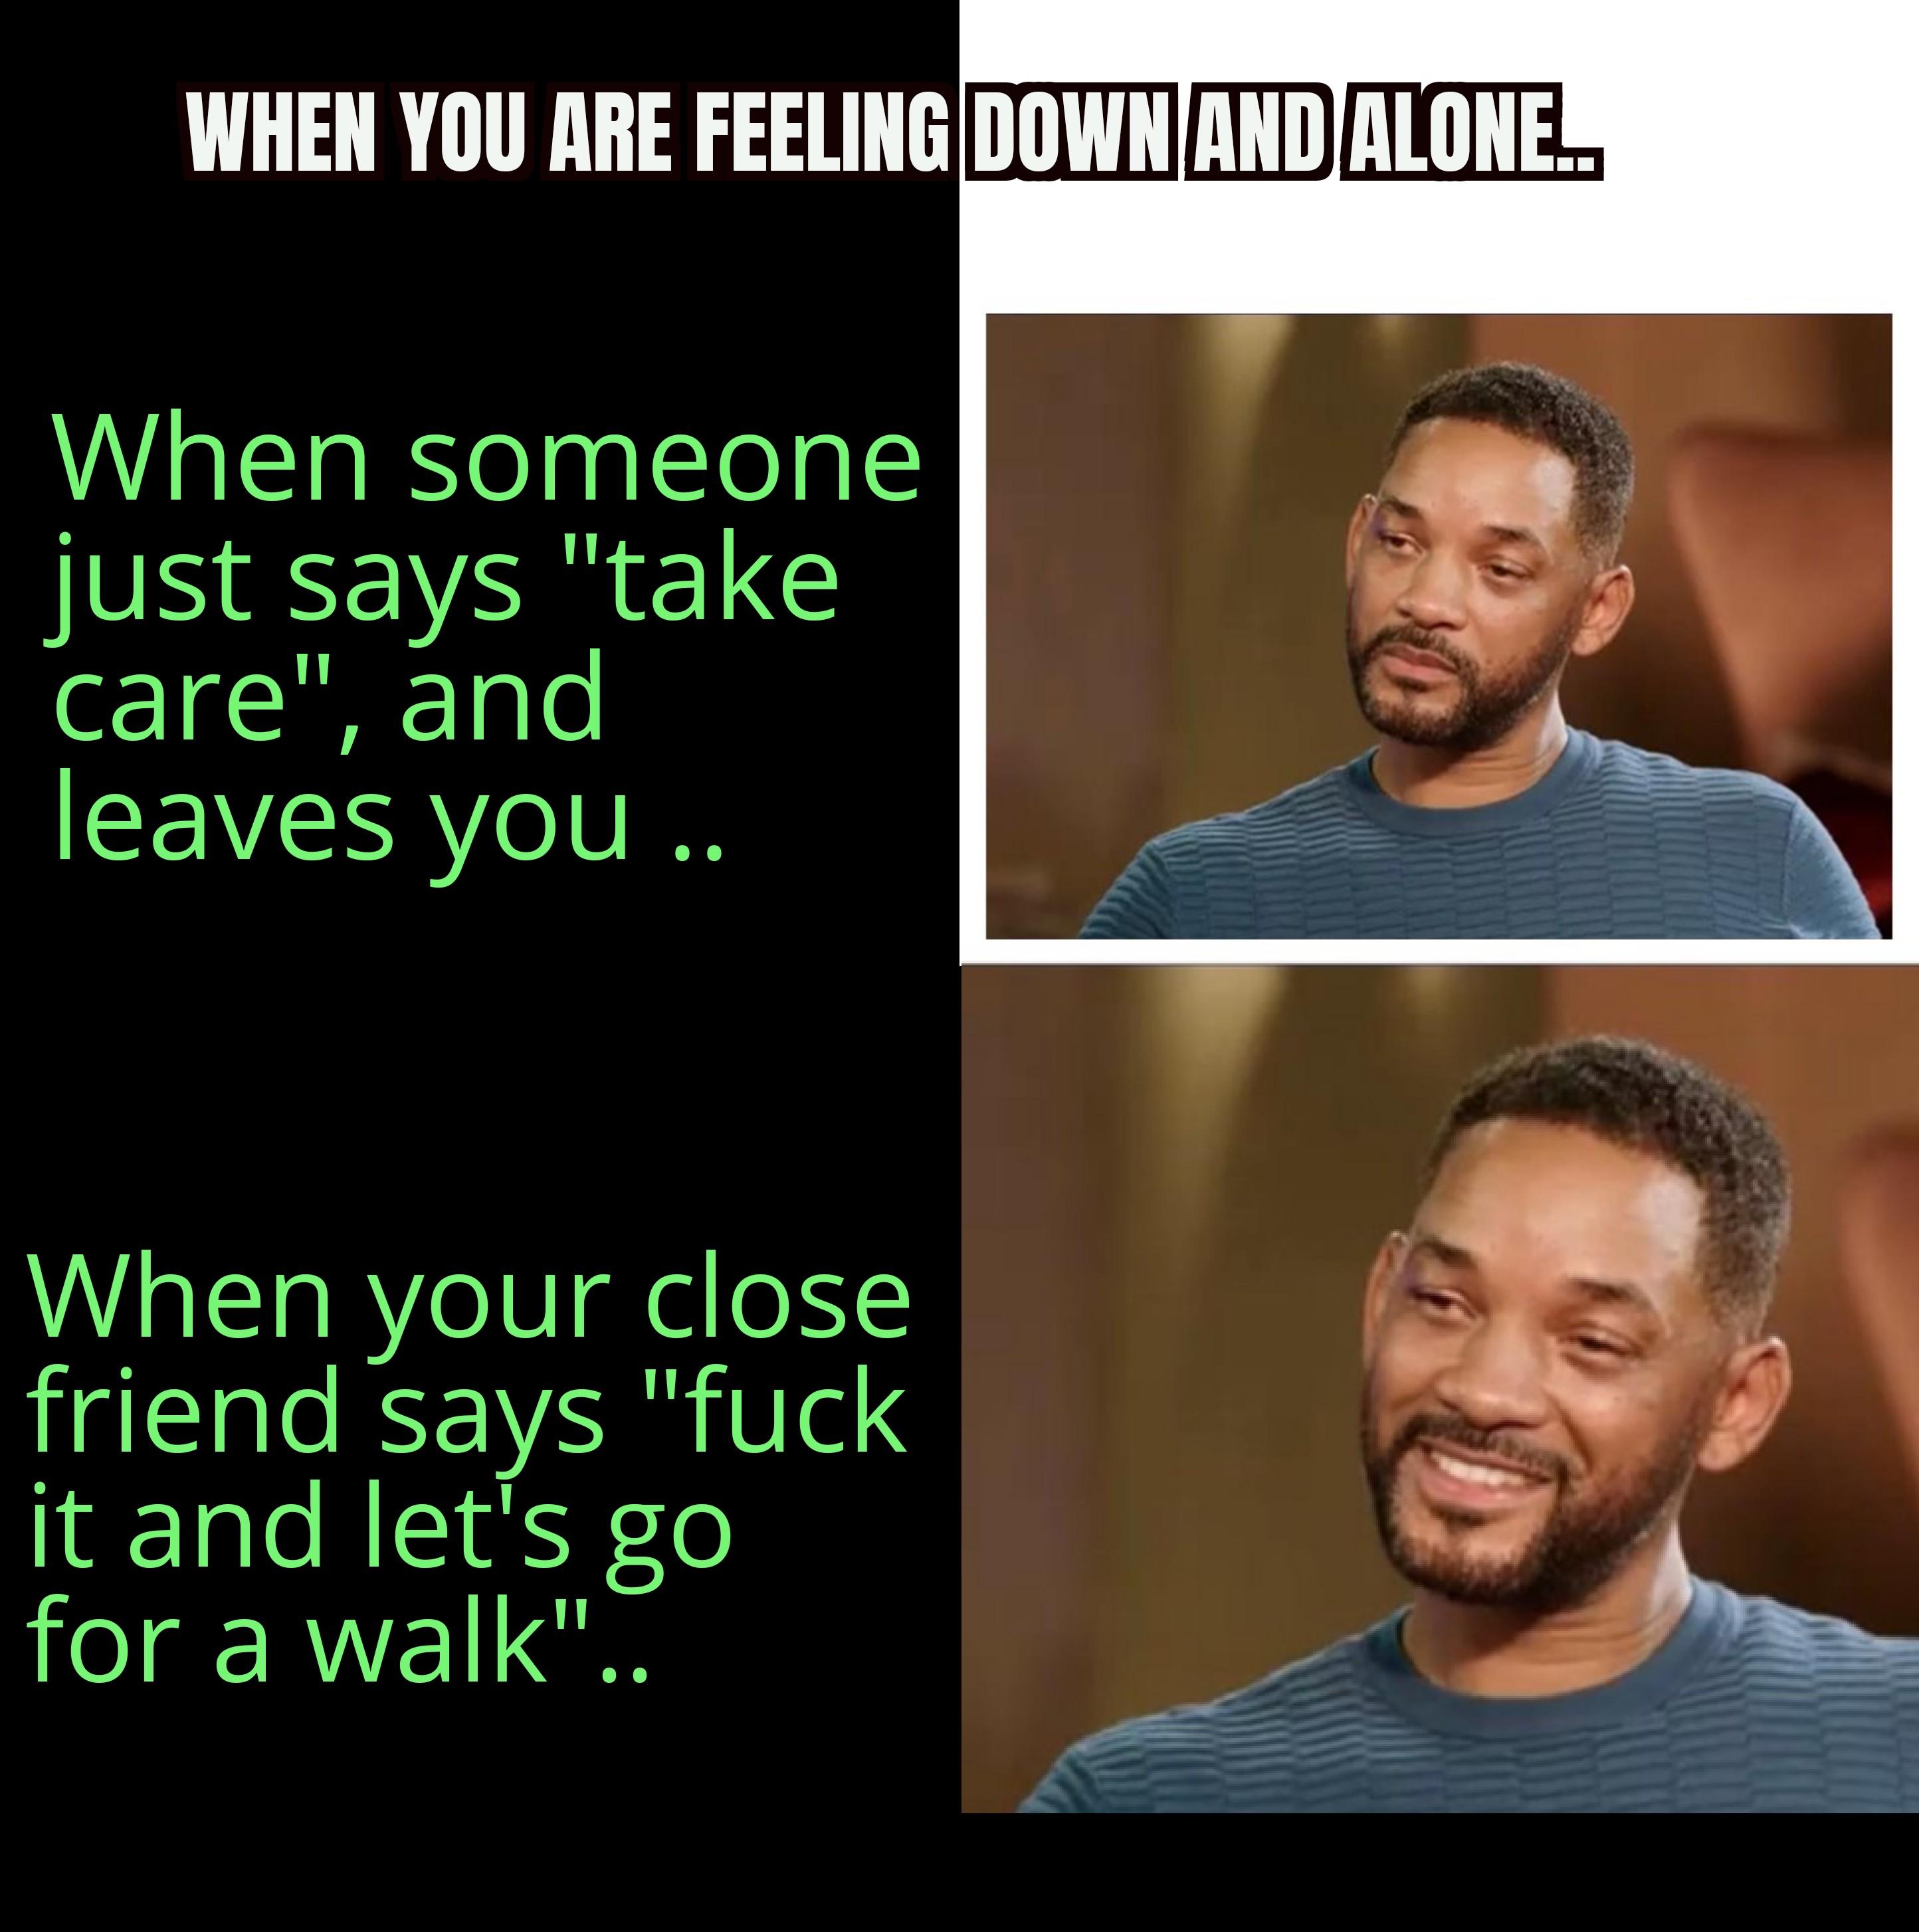 WHEN YOU ARE FEELING DOWN AND ALONE..
When someone
just says "take
care", and
leaves you ..
When your close
friend says "fuck
it and let's go
for a walk"..